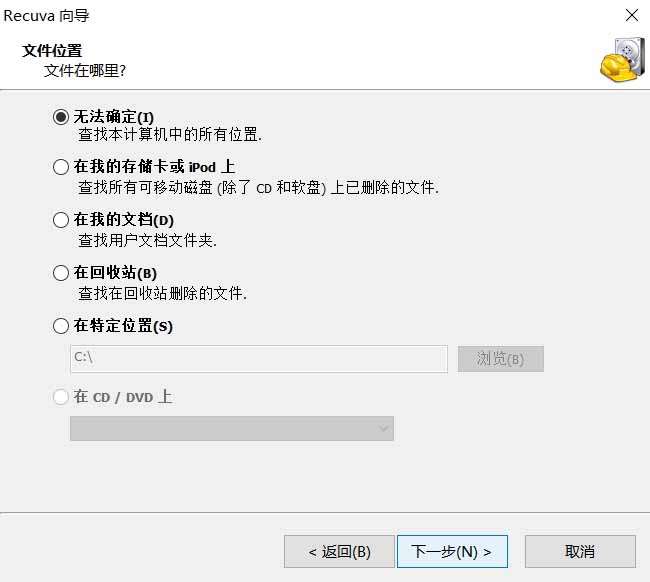 Recuva 向导
文件位置
文件在哪里?
无法确定(I)
查找本计算机中的所有位置.
在我的存储卡或 iPod 上
查找所有可移动磁盘 (除了 CD 和软盘) 上已删除的文件.
在我的文档(D)
查找用户文档文件夹.
在回收站(B)
查找在回收站删除的文件.
在特定位置(S)
C:\ 浏览(B)
在 CD / DVD 上
< 返回(B) 下一步(N) > 取消